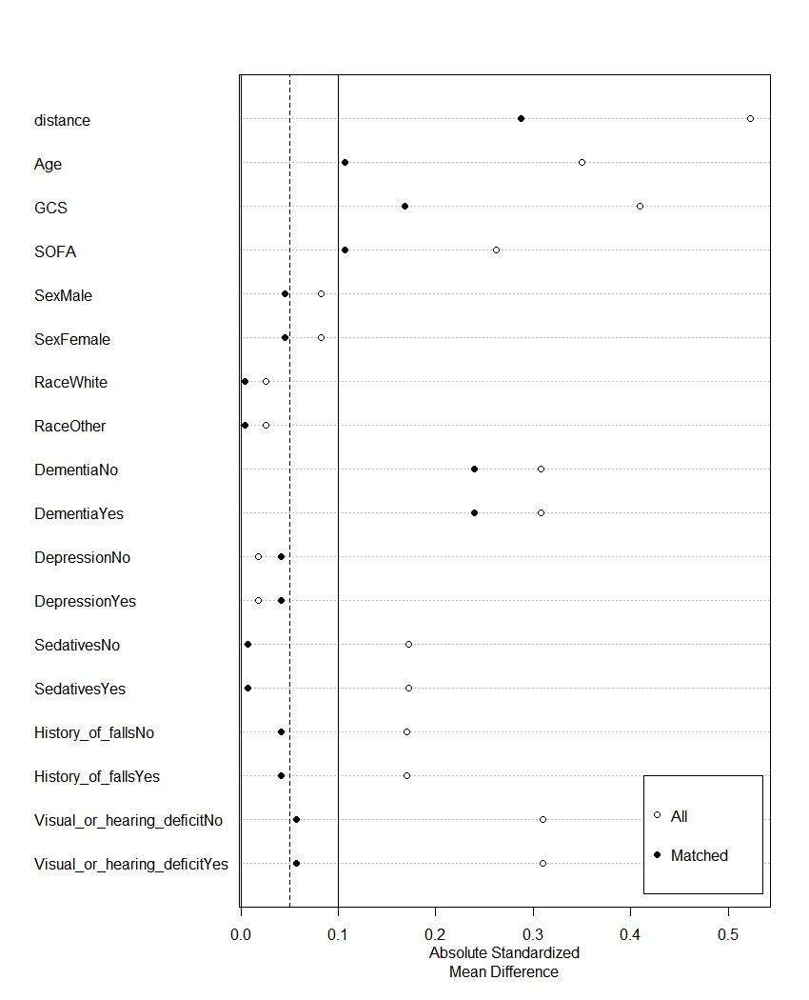 distance
Age
GCS
SOFA
SexMale
SexFemale
RaceWhite
RaceOther
DementiaNo
DementiaYes
DepressionNo
DepressionYes
SedativesNo
SedativesYes
History_of_fallsNo
History_of_fallsYes
Visual_or_hearing_deficitNo
Visual_or_hearing_deficitYes
All
Matched
0.0 0.1 0.2 0.3 0.4 0.5
Absolute Standardized
Mean Difference